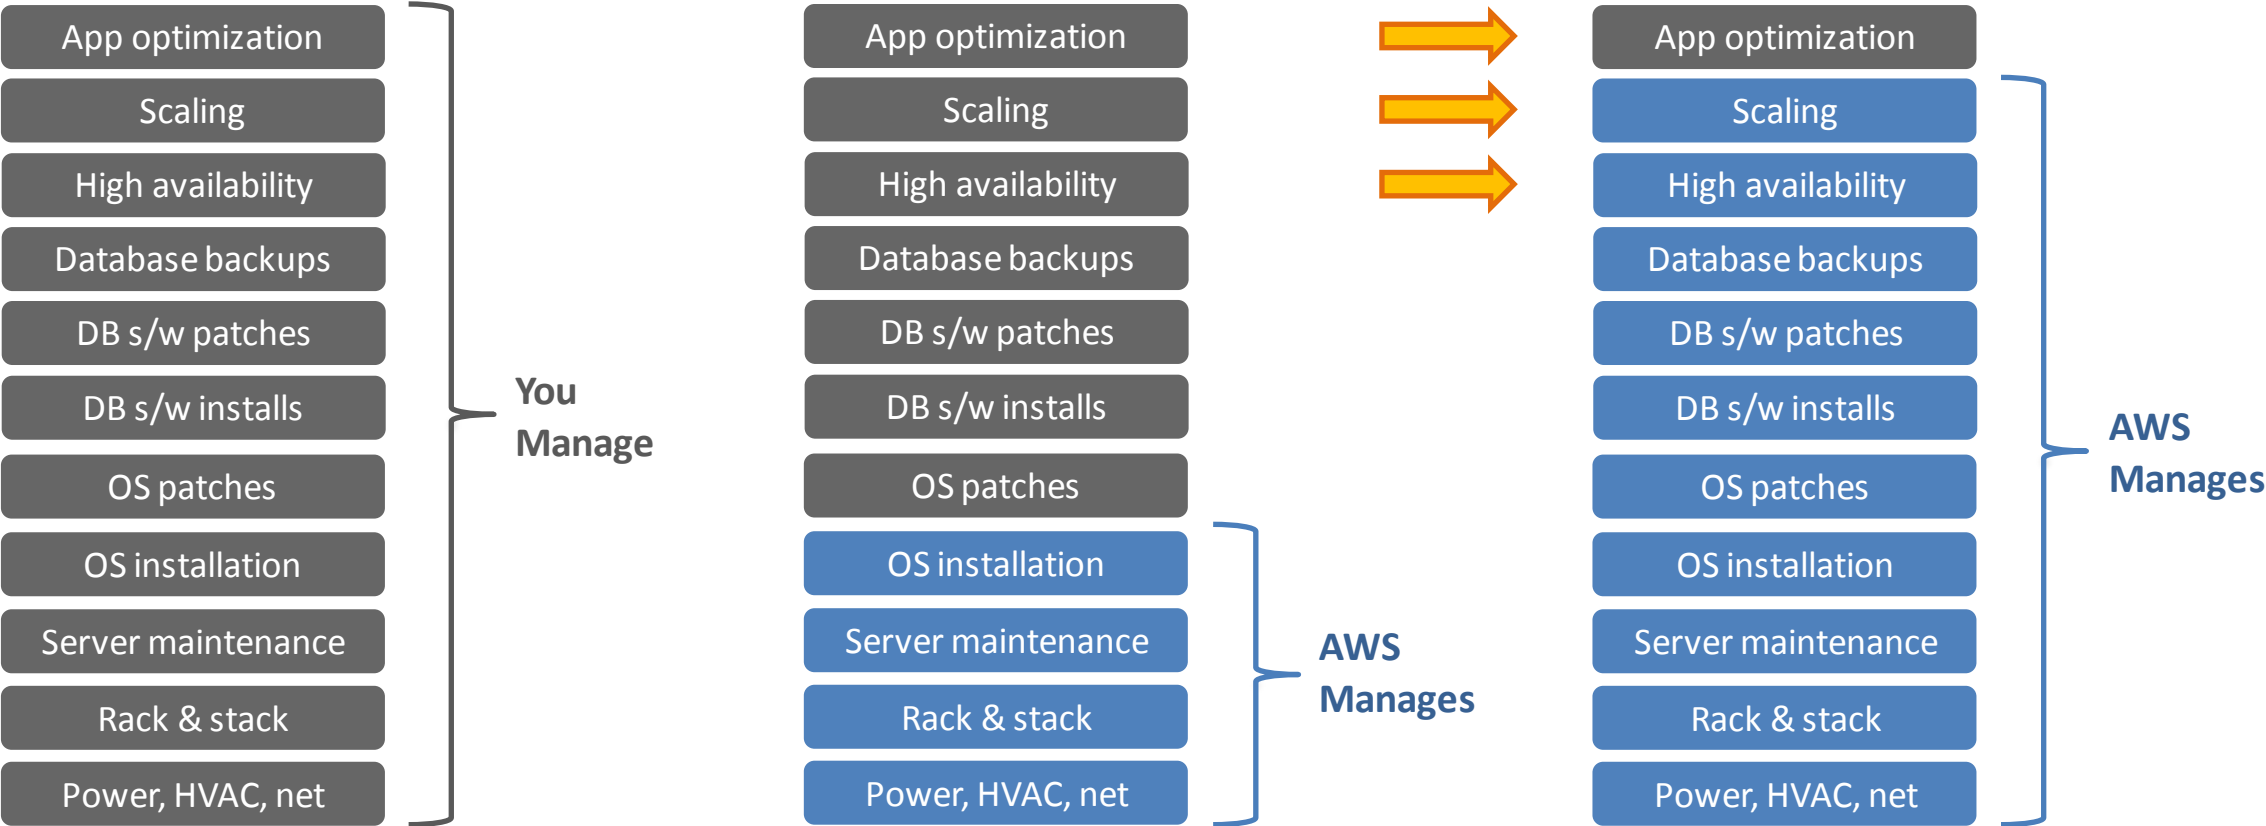 App optimization
Scaling
High availability
Database backups
DB s/w patches
DB s/w installs
OS patches
OS installation
Server maintenance
Rack & stack
Power, HVAC, net
You
Manage
App optimization
Scaling
High availability
Database backups
DB s/w patches
DB s/w installs
OS patches
OS installation
Server maintenance
Rack & stack
Power, HVAC, net
AWS
Manages
App optimization
Scaling
High availability
Database backups
DB s/w patches
DB s/w installs
OS patches
OS installation
Server maintenance
Rack & stack
Power, HVAC, net
AWS
Manages